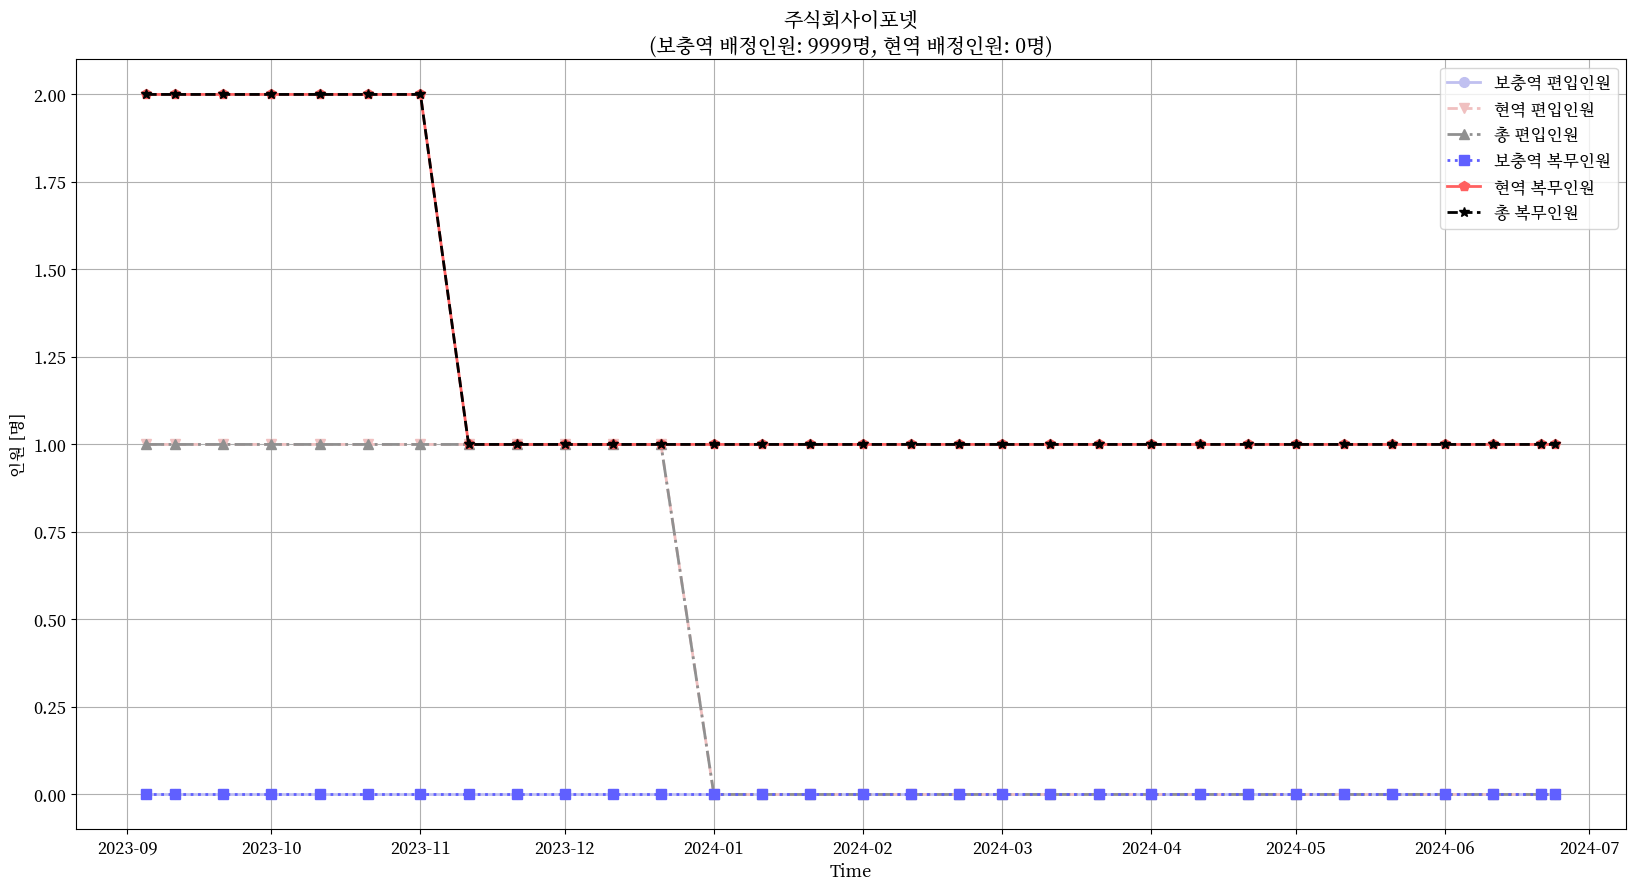 주식회사이포넷
(보충역 배정인원: 9999명, 현역 배정인원: 0명)
보충역 편입인원
현역 편입인원
총 편입인원
보충역 복무인원
현역 복무인원
총 복무인원
인원 [명]
2.00
1.75
1.50
1.25
1.00
0.75
0.50
0.25
0.00
2023-09 2023-10 2023-11 2023-12 2024-01 2024-02 2024-03 2024-04 2024-05 2024-06 2024-07
Time